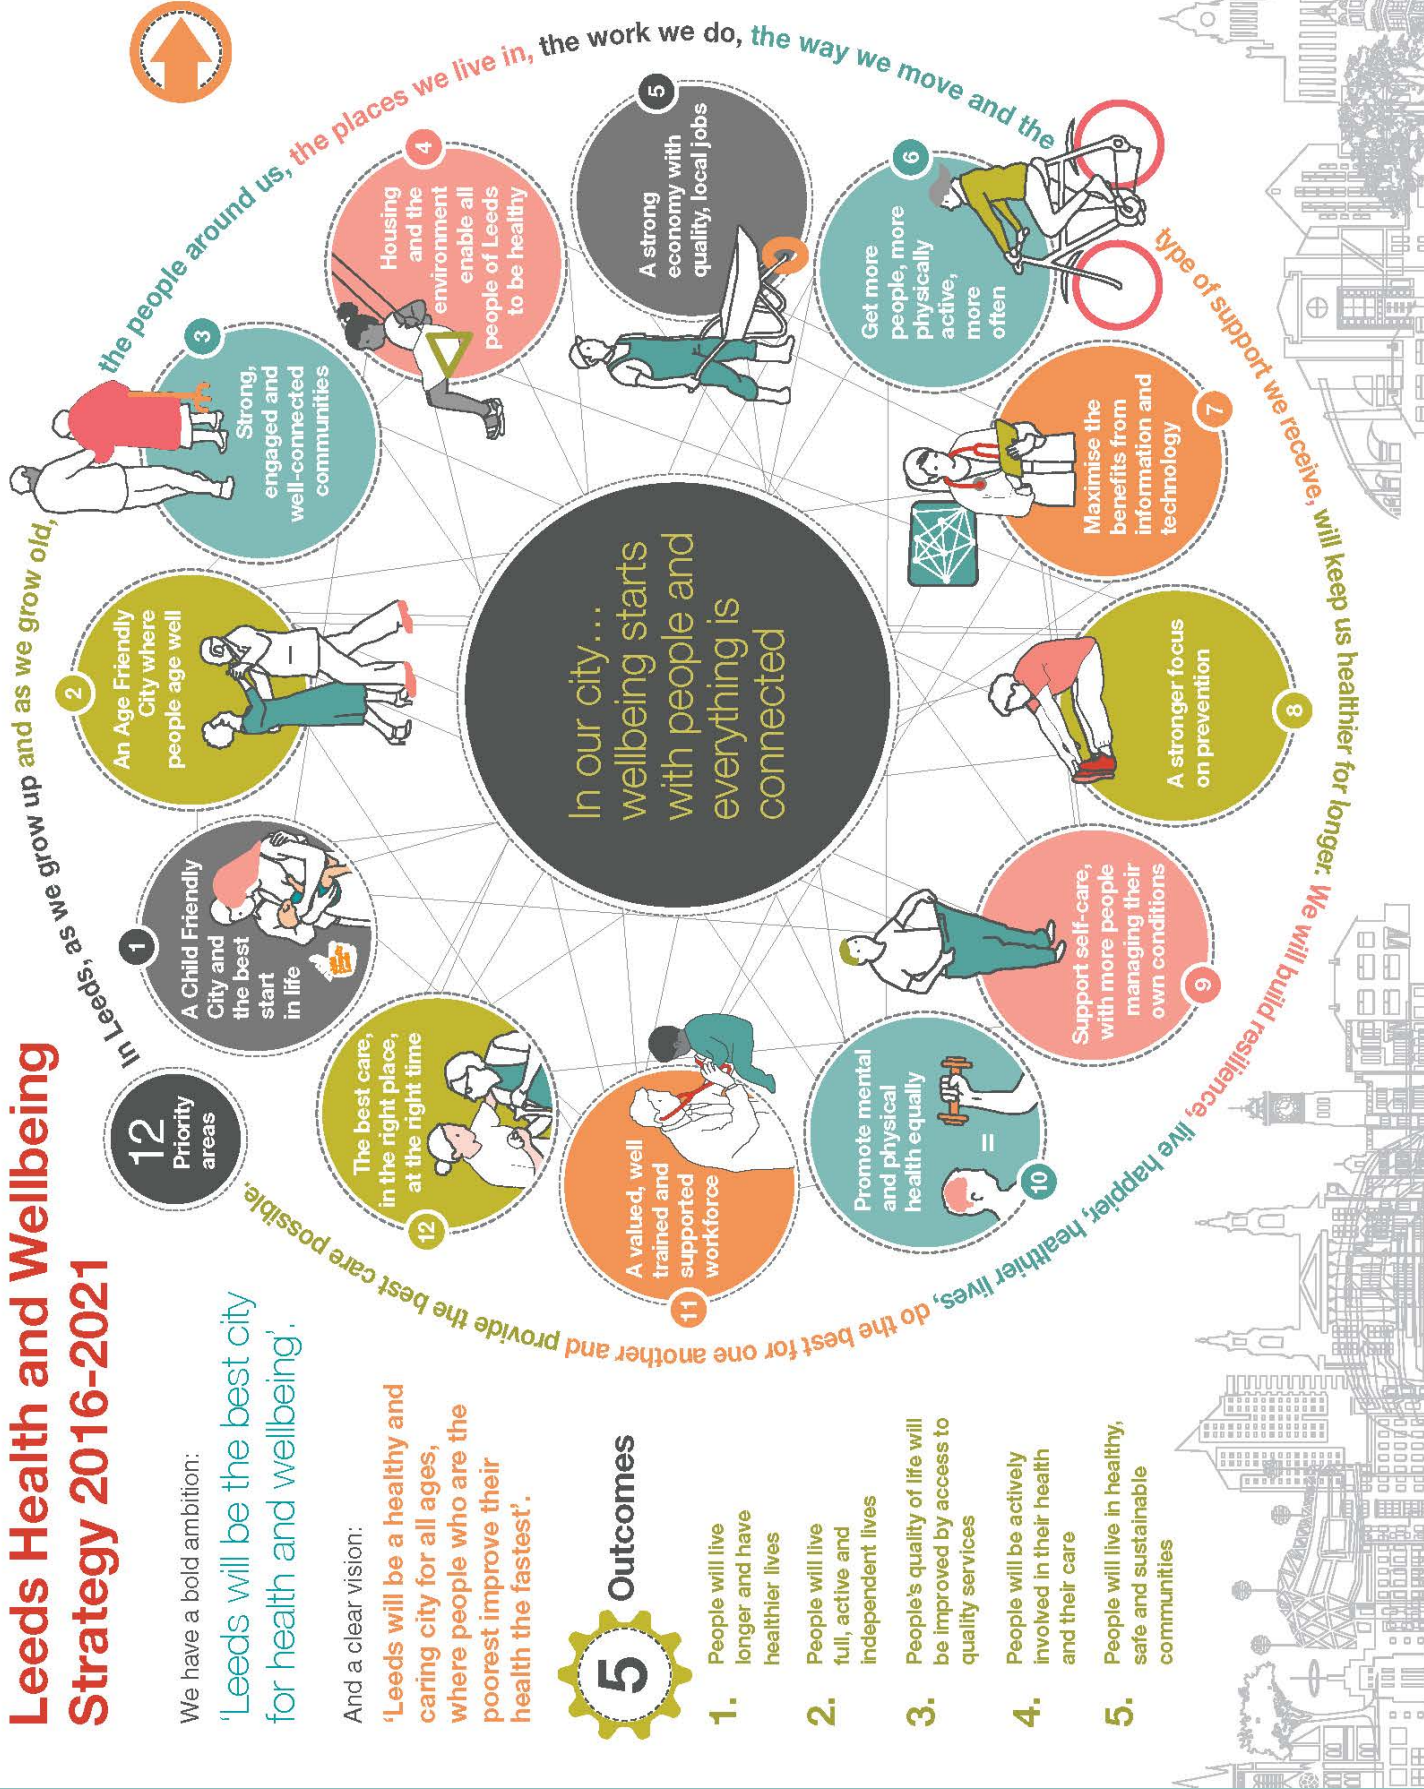 Leeds Health and Wellbeing
Strategy 2016-2021
We have a bold ambition:
‘Leeds will be the best city
for health and wellbeing’.
And a clear vision:
‘Leeds will be a healthy and
caring city for all ages,
where people who are the
poorest improve their
health the fastest’.
5 Outcomes
1. People will live
longer and have
healthier lives
2. People will live
full, active and
independent lives
3. People’s quality of life will
be improved by access to
quality services
4. People will be actively
involved in their health
and their care
5. People will live in healthy,
safe and sustainable
communities
12
Priority
areas
In Leeds, as we grow up and as we grow old, the people around us, the places we live in, the work we do, the way we move and the type of support we receive, will keep us healthier for longer. We will build resilience, live happier, healthier lives, do the best for one another and provide the best care possible.
1
A Child Friendly
City and
the best
start
in life
2
An Age Friendly
City where
people age well
3
Strong,
engaged and
well-connected
communities
4
Housing
and the
environment
enable all
people of Leeds
to be healthy
5
A strong
economy with
quality, local jobs
6
Get more
people, more
physically
active,
more
often
7
Maximise the
benefits from
information and
technology
8
A stronger focus
on prevention
9
Support self-care,
with more people
managing their
own conditions
10
Promote mental
and physical
health equally
=
11
A valued, well
trained and
supported
workforce
12
The best care,
in the right place,
at the right time
In our city…
wellbeing starts
with people and
everything is
connected